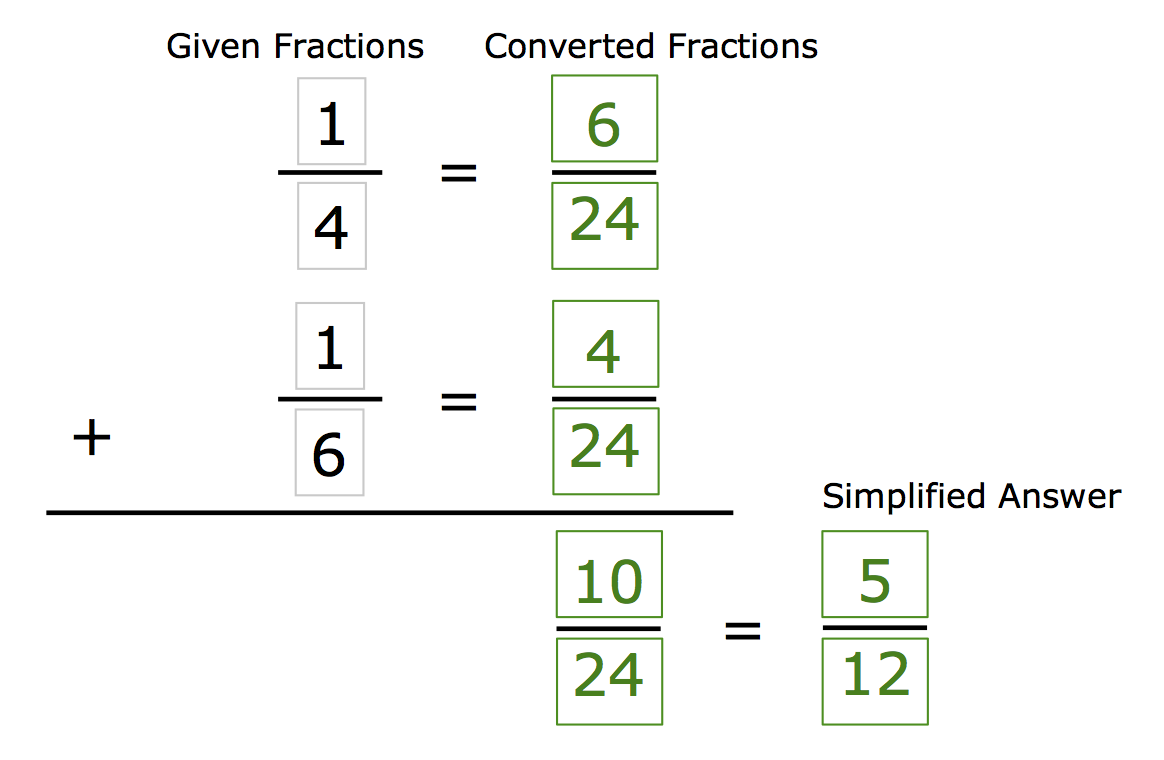 Given Fractions Converted Fractions
1 6
= 
4 24
1 4
=
+ 6 24
Simplified Answer
10 5
=
24 12